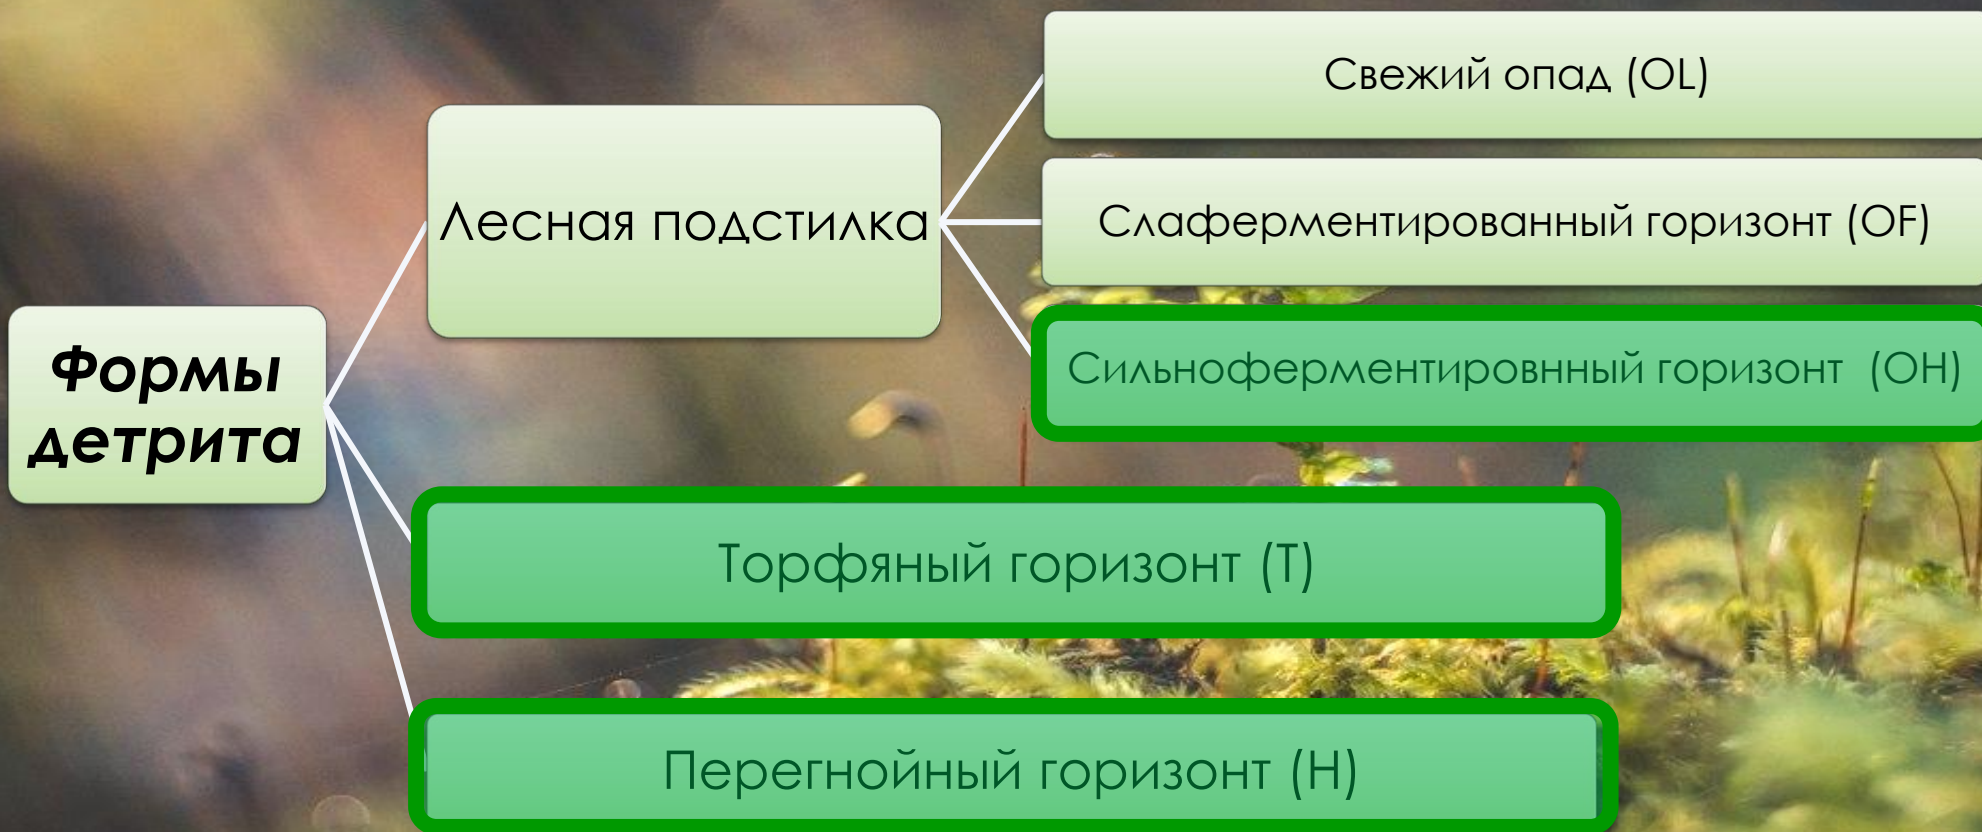 Свежий опад (OL)
Лесная подстилка
Слаферментированный горизонт (OF)
Сильноферментировнный горизонт (OH)
Формы
детрита
Торфяный горизонт (Т)
Перегнойный горизонт (Н)